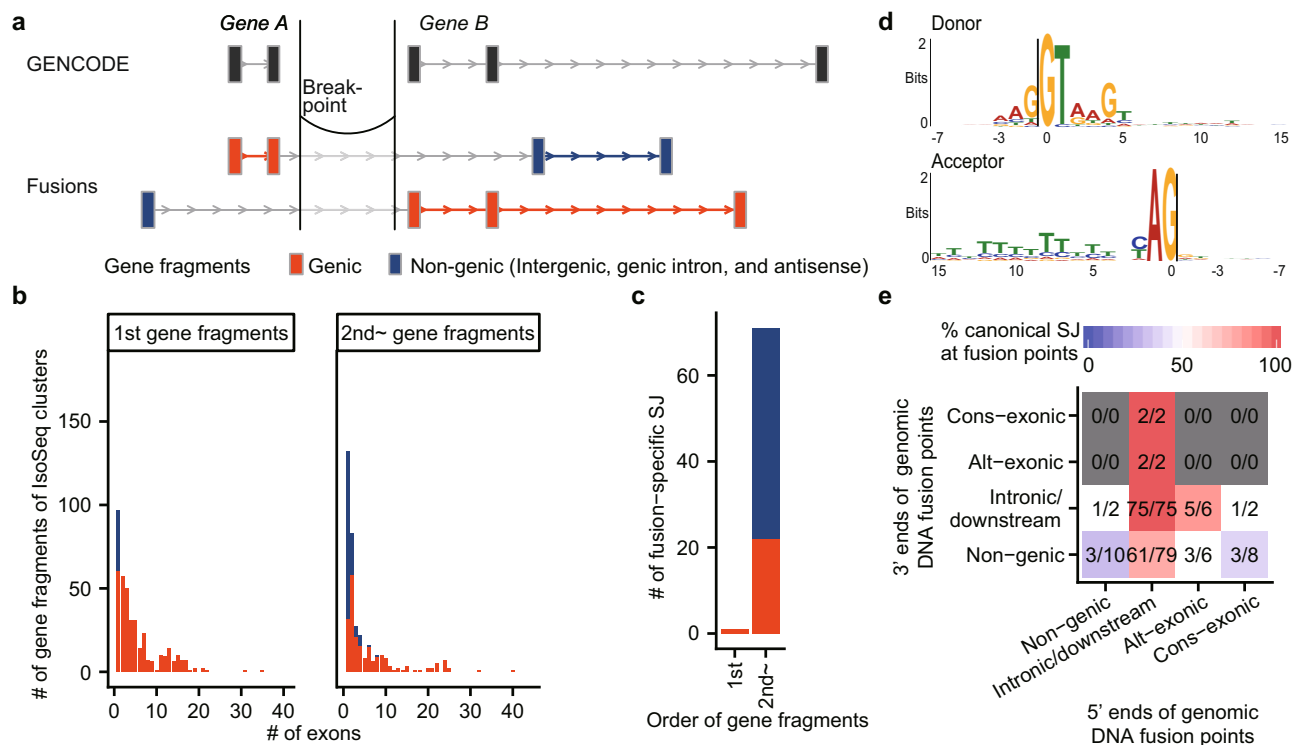 a
Gene A
Gene B
GENCODE
Break-
point
Fusions
Gene fragments
Genic
Non-genic (Intergenic, genic intron, and antisense)
b
1st gene fragments
2nd~ gene fragments
# of gene fragments of IsoSeq clusters
150
100
50
0
0 10 20 30 40
0 10 20 30 40
# of exons
c
# of fusion-specific SJ
60
40
20
0
1st
2nd~
Order of gene fragments
d
Donor
2
Bits
0
-7 -3 0 5 10 15
Acceptor
2
Bits
0
15 10 5 0 -3 -7
e
% canonical SJ
at fusion points
0 50 100
3' ends of genomic
DNA fusion points
Cons-exonic
0/0 2/2 0/0 0/0
Alt-exonic
0/0 2/2 0/0 0/0
Intronic/
downstream
1/2 75/75 5/6 1/2
Non-genic
3/10 61/79 3/6 3/8
Non-genic
Intronic/downstream
Alt-exonic
Cons-exonic
5' ends of genomic
DNA fusion points